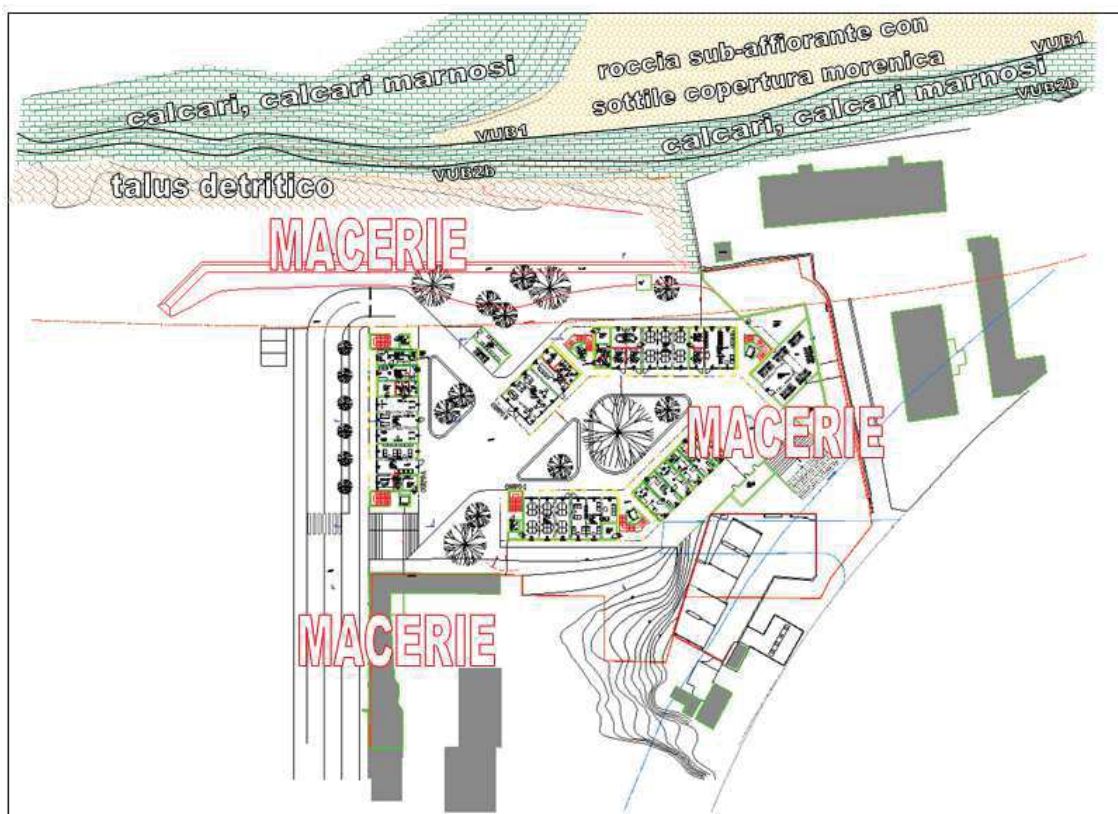 roccia sub-affiorante con
sottile copertura morenica
VUB1
calcari, calcari marnosi
calcari, calcari marnosi
VUB1
VUB2b
VUB2b
talus detritico
MACERIE
MACERIE
MACERIE